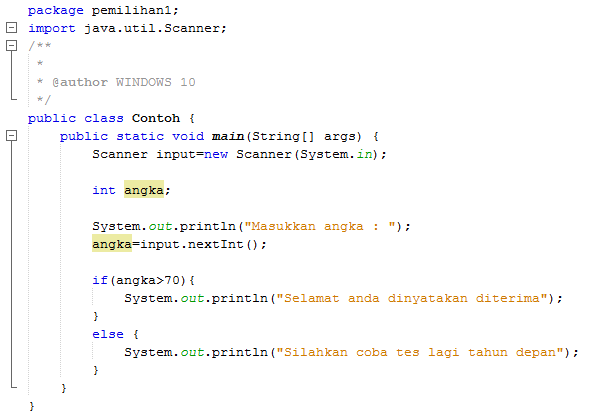 package pemilihan1;
import java.util.Scanner;
/**
 *
 * @author WINDOWS 10
 */
public class Contoh {
    public static void main(String[] args) {
        Scanner input=new Scanner(System.in);

        int angka;

        System.out.println("Masukkan angka : ");
        angka=input.nextInt();

        if(angka>70){
            System.out.println("Selamat anda dinyatakan diterima");
        }
        else {
            System.out.println("Silahkan coba tes lagi tahun depan");
        }
    }
}